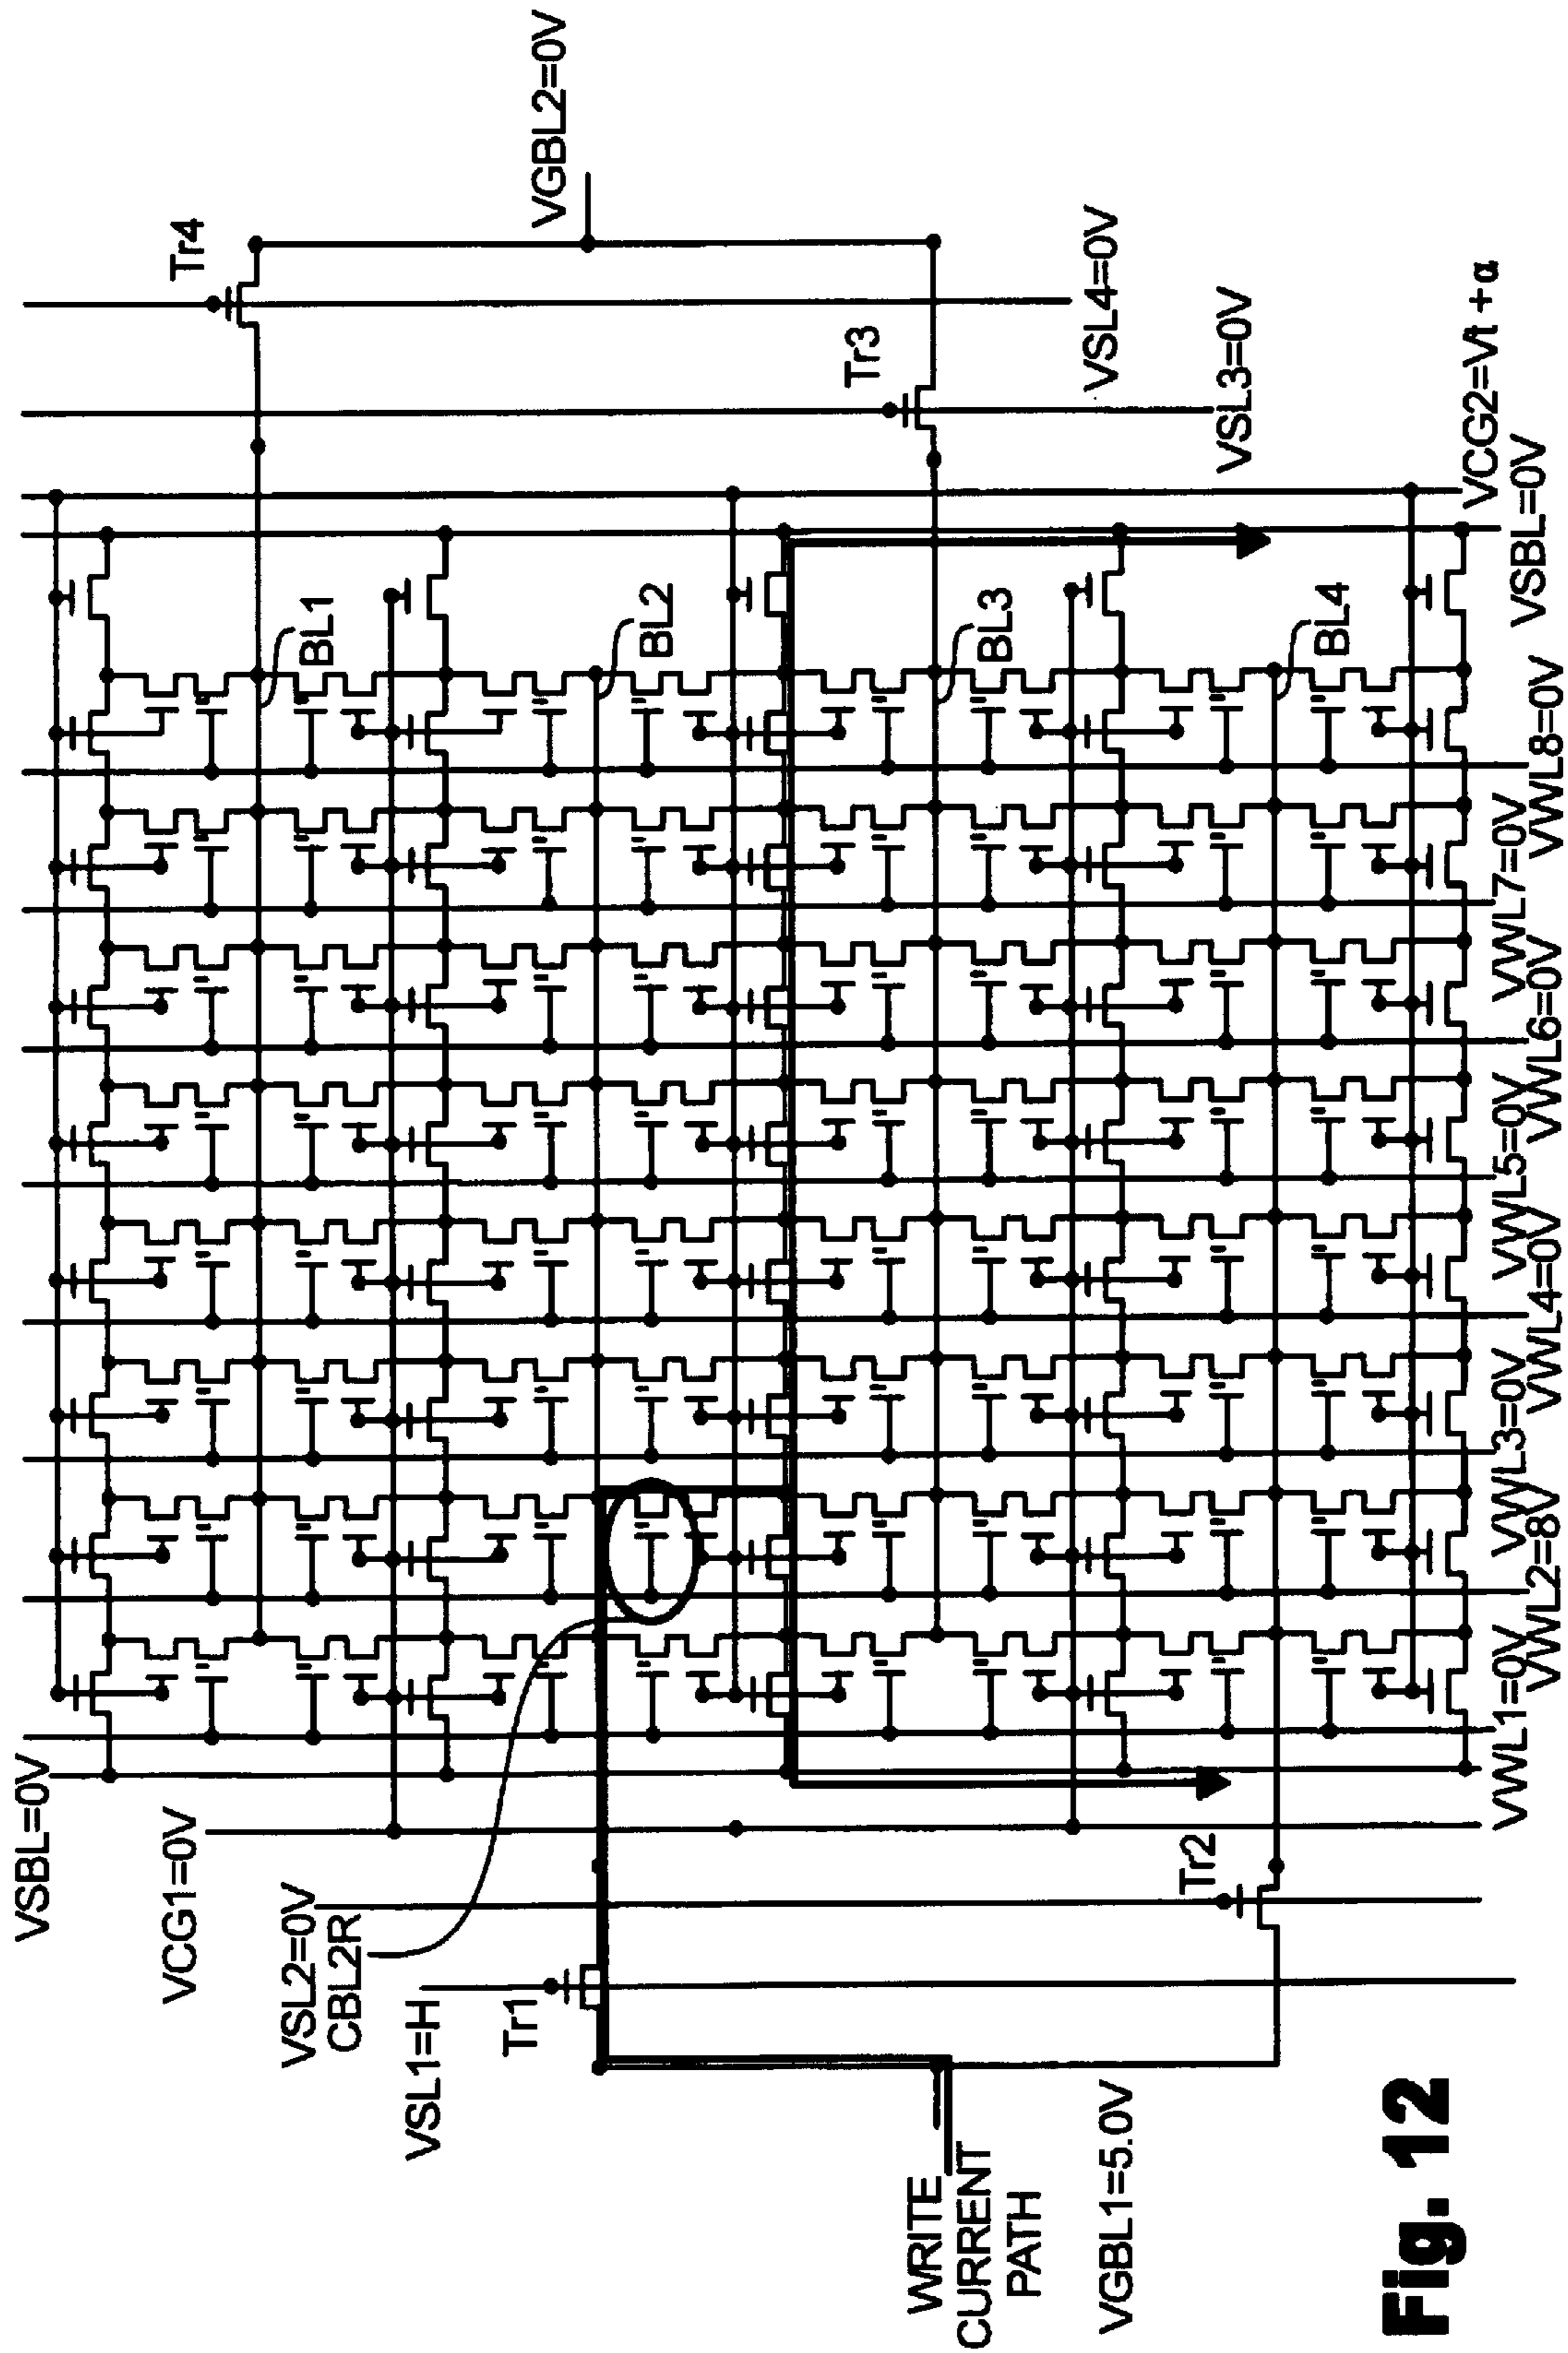 VSBL=0V
VCG1=0V
VSL2=0V
CBL2R
VSL1=H
Tr1
WRITE
CURRENT
PATH
VGBL1=5.0V
Tr2
BL1
BL2
BL3
BL4
Tr4
Tr3
VGBL2=0V
VSL4=0V
VSL3=0V
VCG2=Vt+α
VSBL=0V
VWL1=0V
VWL2=8V
VWL3=0V
VWL4=0V
VWL5=0V
VWL6=0V
VWL7=0V
VWL8=0V
Fig. 12